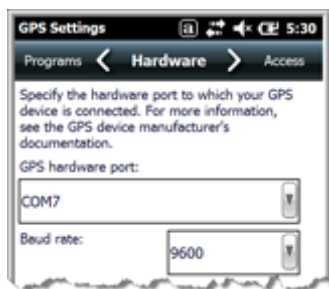 GPS Settings 5:30
Programs Hardware Access
Specify the hardware port to which your GPS
device is connected. For more information,
see the GPS device manufacturer's
documentation.
GPS hardware port:
COM7
Baud rate:
9600